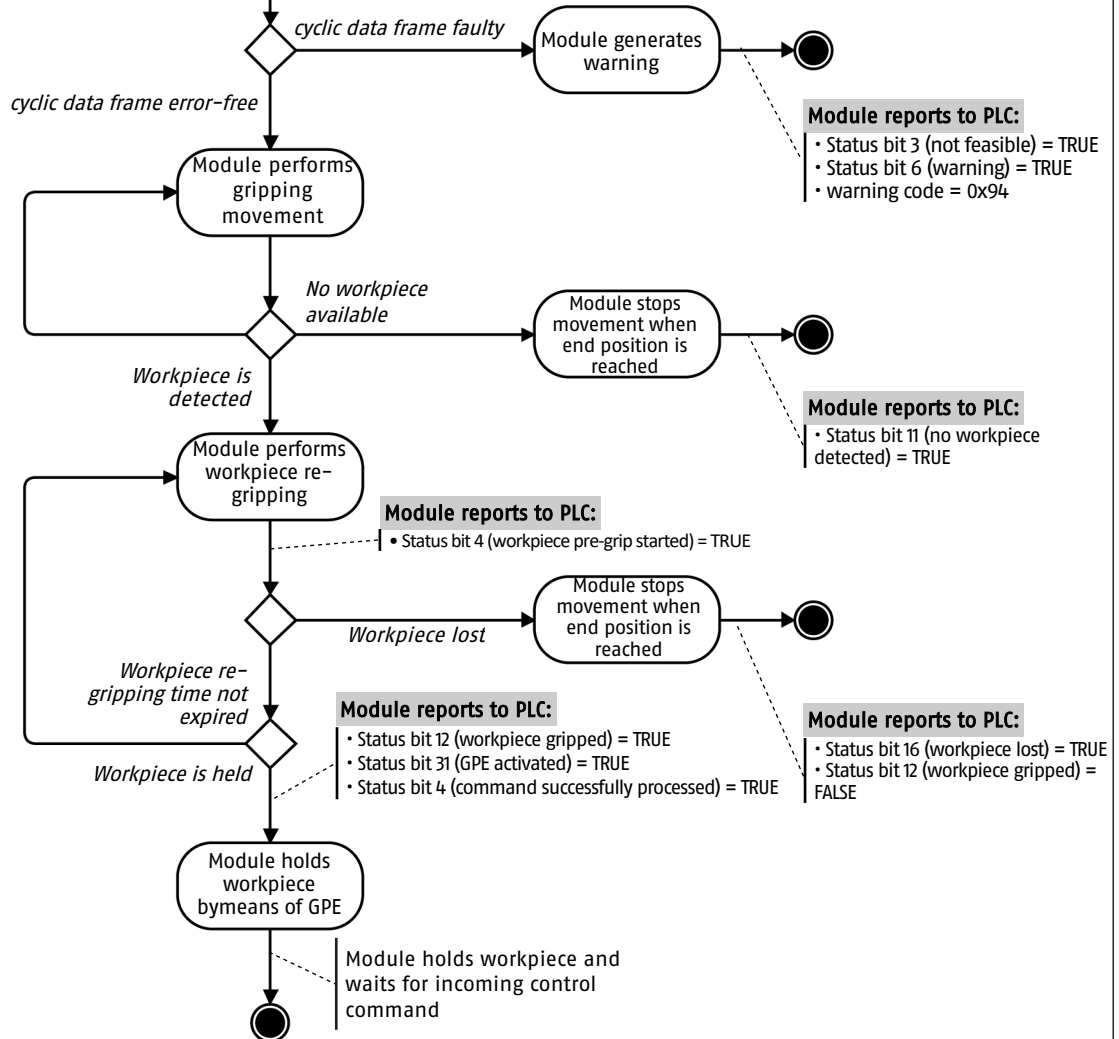 cyclic data frame faulty
Module generates
warning
cyclic data frame error-free
Module reports to PLC:
• Status bit 3 (not feasible) = TRUE
• Status bit 6 (warning) = TRUE
• warning code = 0x94
Module performs
gripping
movement
No workpiece
available
Module stops
movement when
end position is
reached
Workpiece is
detected
Module reports to PLC:
• Status bit 11 (no workpiece
detected) = TRUE
Module performs
workpiece re-
gripping
Module reports to PLC:
• Status bit 4 (workpiece pre-grip started) = TRUE
Module stops
movement when
end position is
reached
Workpiece lost
Workpiece re-
gripping time not
expired
Module reports to PLC:
• Status bit 12 (workpiece gripped) = TRUE
• Status bit 31 (GPE activated) = TRUE
• Status bit 4 (command successfully processed) = TRUE
Module reports to PLC:
• Status bit 16 (workpiece lost) = TRUE
• Status bit 12 (workpiece gripped) =
FALSE
Workpiece is held
Module holds
workpiece
bymeans of GPE
Module holds workpiece and
waits for incoming control
command